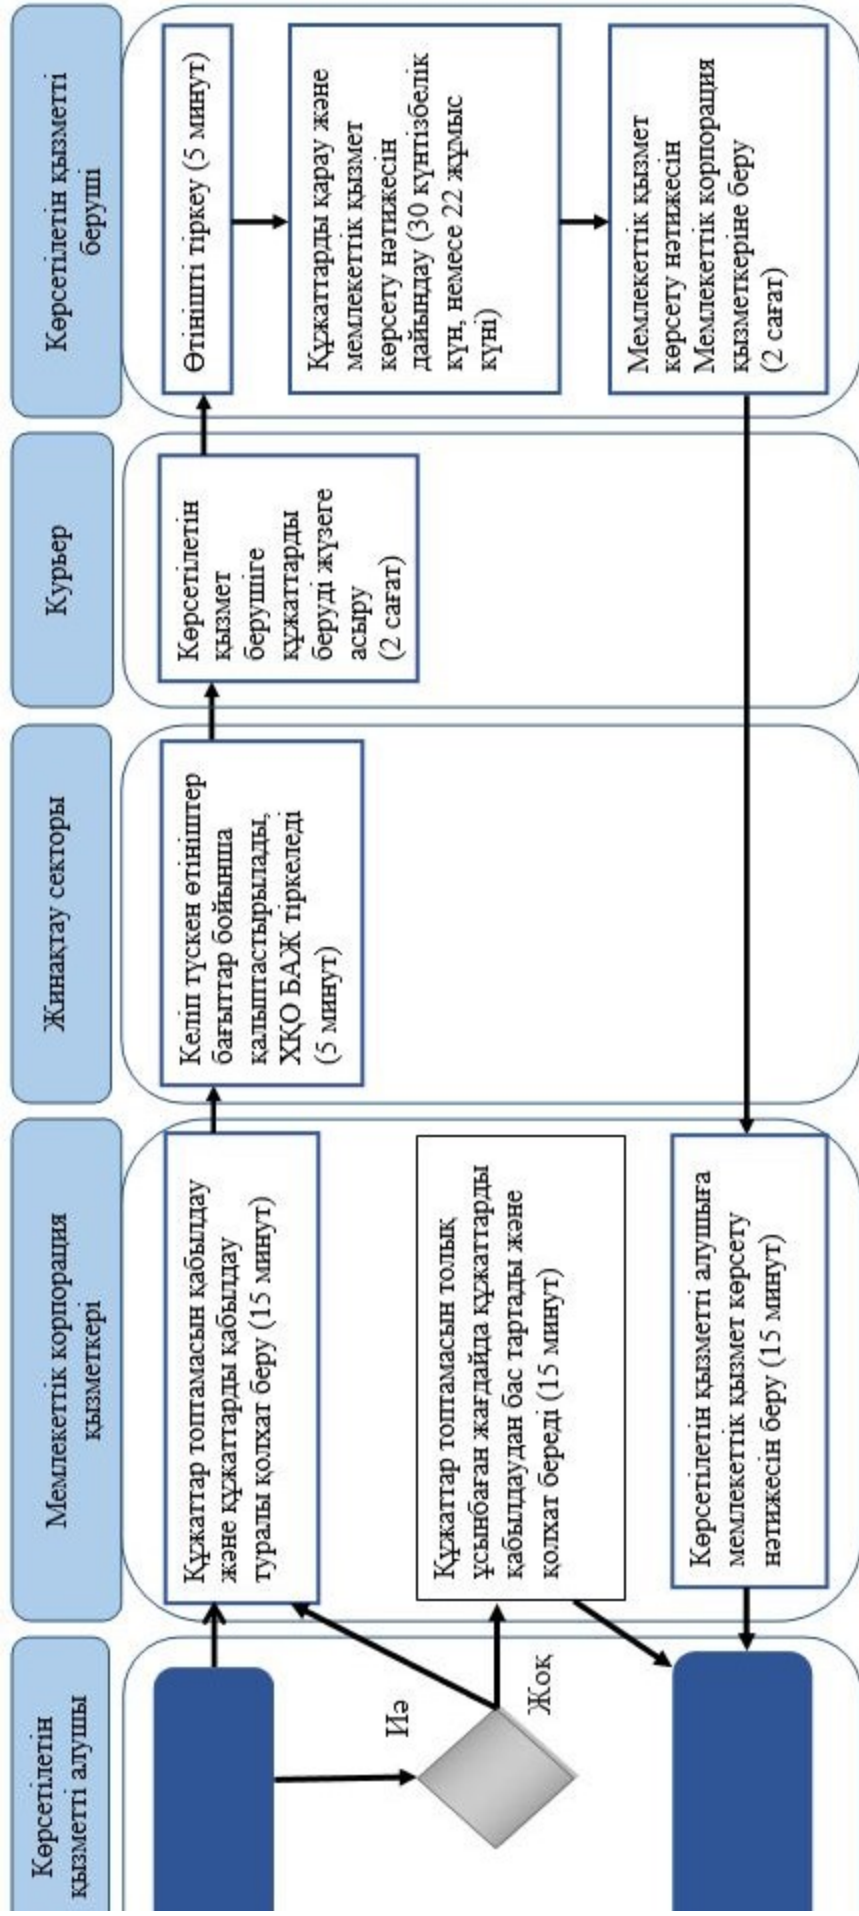 Көрсетілетін
қызметті алушы
Мемлекеттік корпорация
қызметкері
Жинақтау секторы
Курьер
Көрсетілетін қызметті
беруші
Құжаттар топтамасын қабылдау
және құжаттарды қабылдау
туралы қолхат беру (15 минут)
Келіп түскен өтініштер
бағыттар бойынша
қалыптастырылады,
ХҚО БАЖ тіркеледі
(5 минут)
Көрсетілетін
қызмет
берушіге
құжаттарды
беруді жүзеге
асыру
(2 сағат)
Өтінішті тіркеу (5 минут)
Құжаттарды қарау және
мемлекеттік қызмет
көрсету нәтижесін
дайындау (30 күнтізбелік
күн, немесе 22 жұмыс
күні)
Мемлекеттік қызмет
көрсету нәтижесін
Мемлекеттік корпорация
қызметкеріне беру
(2 сағат)
Иә
Жоқ
Құжаттар топтамасын толық
ұсынбаған жағдайда құжаттарды
қабылдаудан бас тартады және
қолхат береді (15 минут)
Көрсетілетін қызметті алушыға
мемлекеттік қызмет көрсету
нәтижесін беру (15 минут)